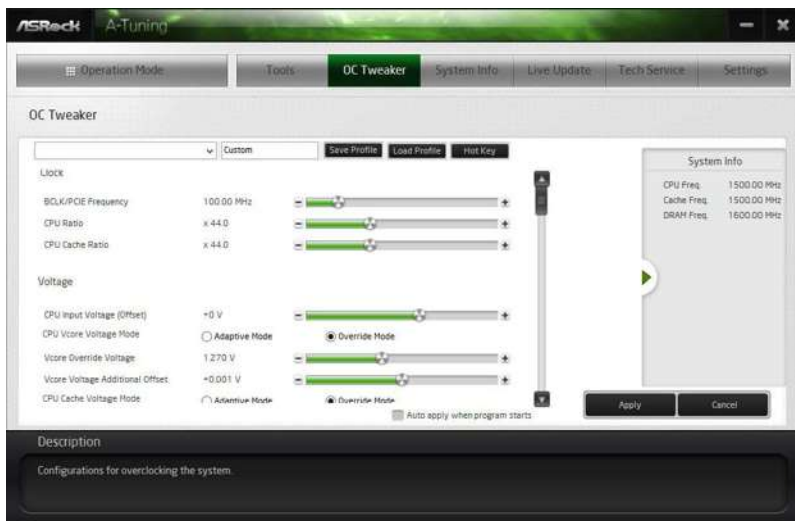 ASRock A-Tuning
Operation Mode Tools OC Tweaker System Info Live Update Tech Service Settings
OC Tweaker
Custom Save Profile Load Profile Hot Key
System Info
Clock
CPU Freq. 1500.00 MHz
Cache Freq. 1500.00 MHz
DRAM Freq. 1600.00 MHz
BCLK/PCIE Frequency 100.00 MHz
CPU Ratio x 44.0
CPU Cache Ratio x 44.0
Voltage
CPU Input Voltage (Offset) +0 V
CPU Vcore Voltage Mode Adaptive Mode Override Mode
Vcore Override Voltage 1.270 V
Vcore Voltage Additional Offset +0.001 V
CPU Cache Voltage Mode Adaptive Mode Override Mode
Auto apply when program starts
Apply Cancel
Description
Configurations for overclocking the system.